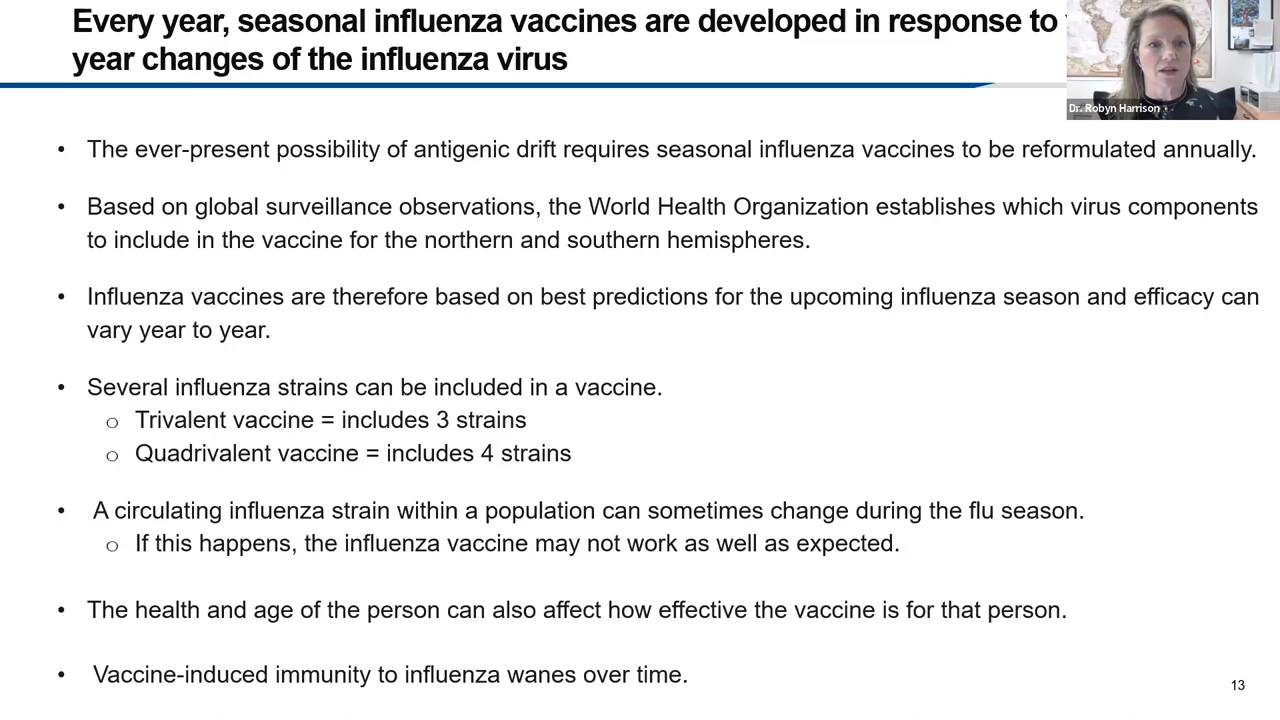 Every year, seasonal influenza vaccines are developed in response to
year changes of the influenza virus
Dr. Robyn Harrison
• The ever-present possibility of antigenic drift requires seasonal influenza vaccines to be reformulated annually.
• Based on global surveillance observations, the World Health Organization establishes which virus components
to include in the vaccine for the northern and southern hemispheres.
• Influenza vaccines are therefore based on best predictions for the upcoming influenza season and efficacy can
vary year to year.
• Several influenza strains can be included in a vaccine.
o Trivalent vaccine = includes 3 strains
o Quadrivalent vaccine = includes 4 strains
• A circulating influenza strain within a population can sometimes change during the flu season.
o If this happens, the influenza vaccine may not work as well as expected.
• The health and age of the person can also affect how effective the vaccine is for that person.
• Vaccine-induced immunity to influenza wanes over time.
13